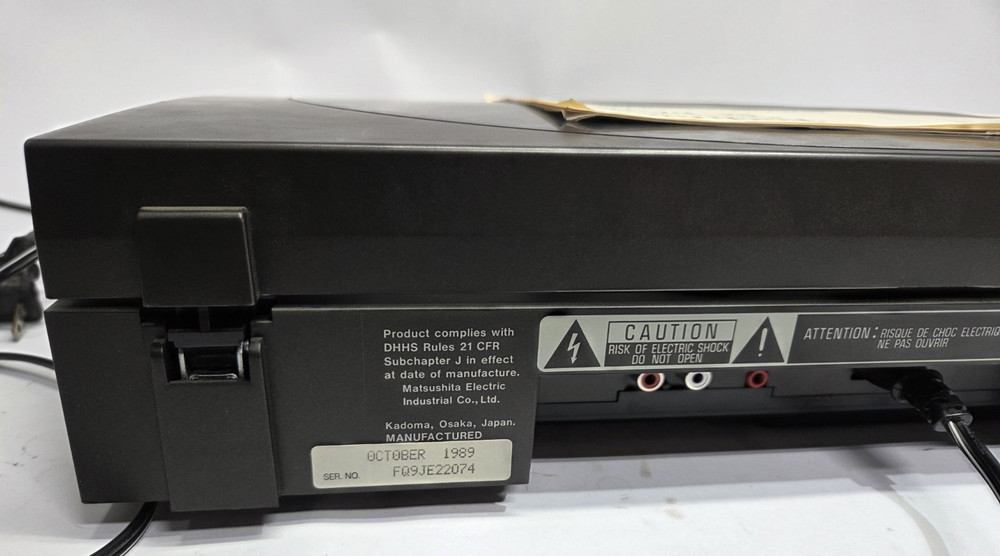 Product complies with
DHHS Rules 21 CFR
Subchapter J in effect
at date of manufacture.
Matsushita Electric
Industrial Co., Ltd.
Kadoma, Osaka, Japan.
MANUFACTURED
OCTOBER 1989
SER. NO. FQ9JE22074
CAUTION
RISK OF ELECTRIC SHOCK
DO NOT OPEN
ATTENTION: RISQUE DE CHOC ELECTRIQ
NE PAS OUVRIR